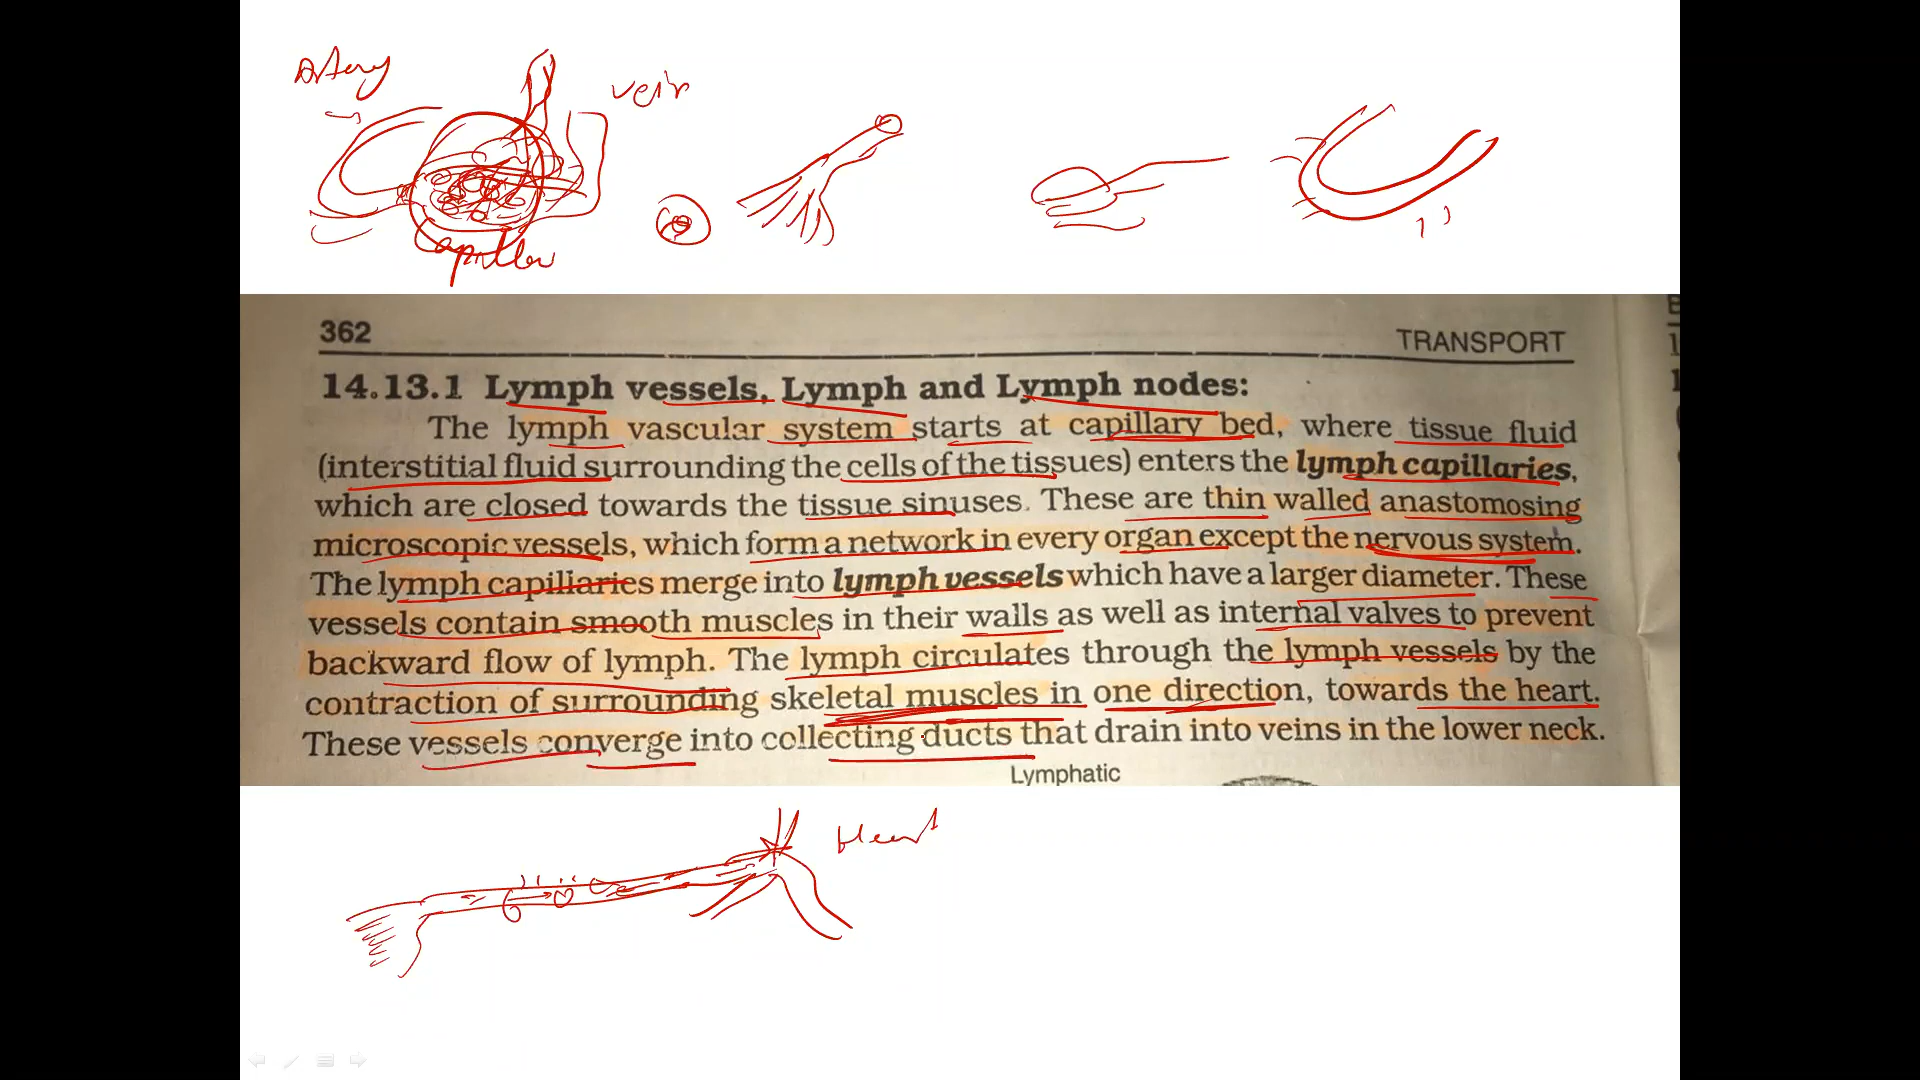 Artery
vein
Capiller
362
TRANSPORT
14.13.1 Lymph vessels, Lymph and Lymph nodes:
The lymph vascular system starts at capillary bed, where tissue fluid
(interstitial fluid surrounding the cells of the tissues) enters the lymph capillaries,
which are closed towards the tissue sinuses. These are thin walled anastomosing
microscopic vessels, which form a network in every organ except the nervous system.
The lymph capillaries merge into lymph vessels which have a larger diameter. These
vessels contain smooth muscles in their walls as well as internal valves to prevent
backward flow of lymph. The lymph circulates through the lymph vessels by the
contraction of surrounding skeletal muscles in one direction, towards the heart.
These vessels converge into collecting ducts that drain into veins in the lower neck.
Lymphatic
Heart